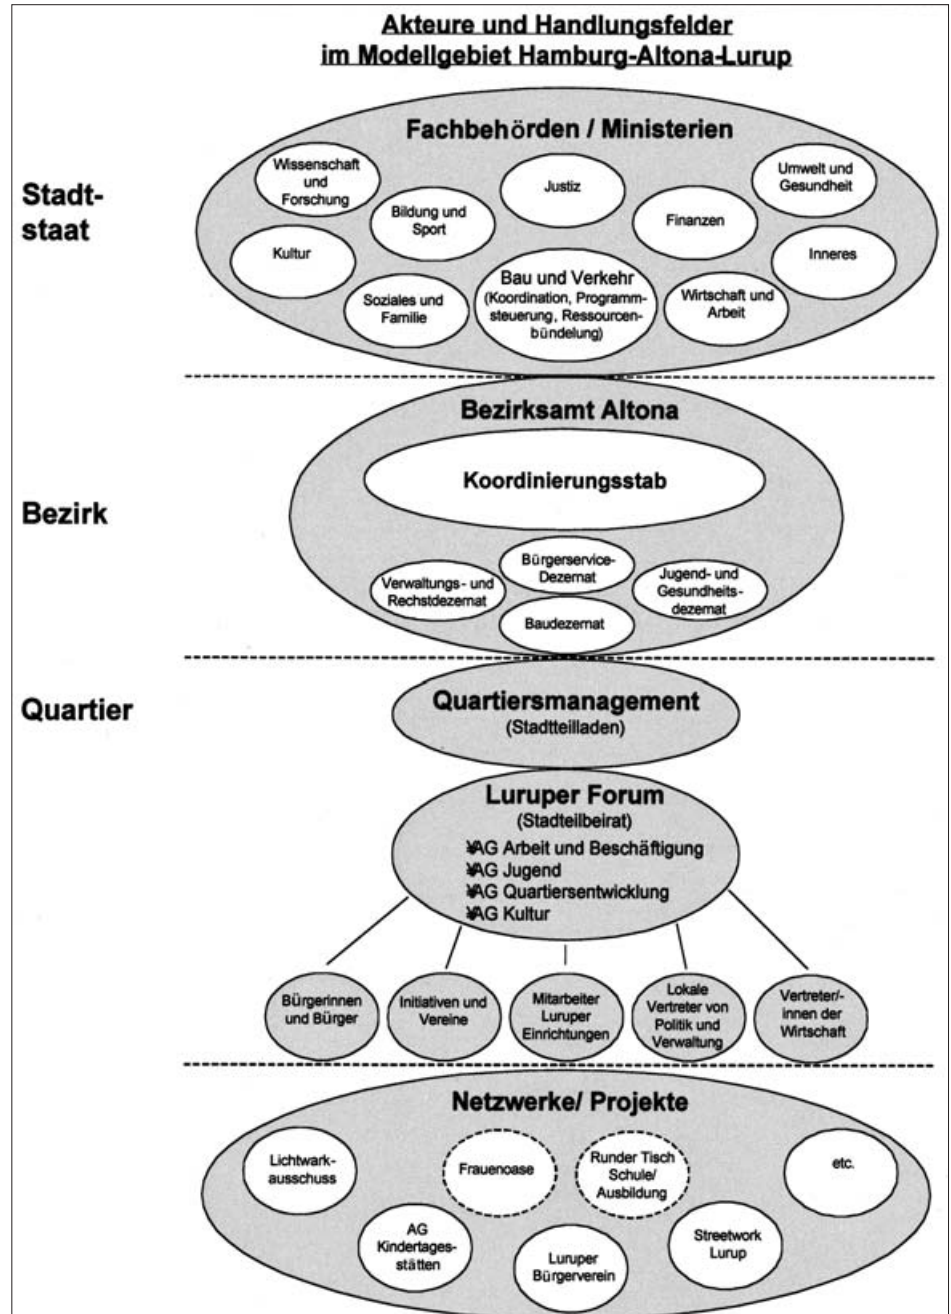 Akteure und Handlungsfelder
im Modellgebiet Hamburg-Altona-Lurup
Stadt-
staat
Fachbehörden / Ministerien
Wissenschaft
und
Forschung
Bildung und
Sport
Justiz
Finanzen
Umwelt und
Gesundheit
Kultur
Soziales und
Familie
Bau und Verkehr
(Koordination, Programm-
steuerung, Ressourcen-
bündelung)
Wirtschaft und
Arbeit
Inneres
Bezirk
Bezirksamt Altona
Koordinierungsstab
Verwaltungs- und
Rechstdezernat
Bürgerservice-
Dezernat
Baudezernat
Jugend- und
Gesundheits-
dezernat
Quartier
Quartiersmanagement
(Stadtteilladen)
Luruper Forum
(Stadteilbeirat)
¥AG Arbeit und Beschäftigung
¥AG Jugend
¥AG Quartiersentwicklung
¥AG Kultur
Bürgerinnen
und Bürger
Initiativen und
Vereine
Mitarbeiter
Luruper
Einrichtungen
Lokale
Vertreter von
Politik und
Verwaltung
Vertreter/-
innen der
Wirtschaft
Netzwerke/ Projekte
Lichtwark-
ausschuss
Frauenoase
Runder Tisch
Schule/
Ausbildung
etc.
AG
Kindertages-
stätten
Luruper
Bürgerverein
Streetwork
Lurup